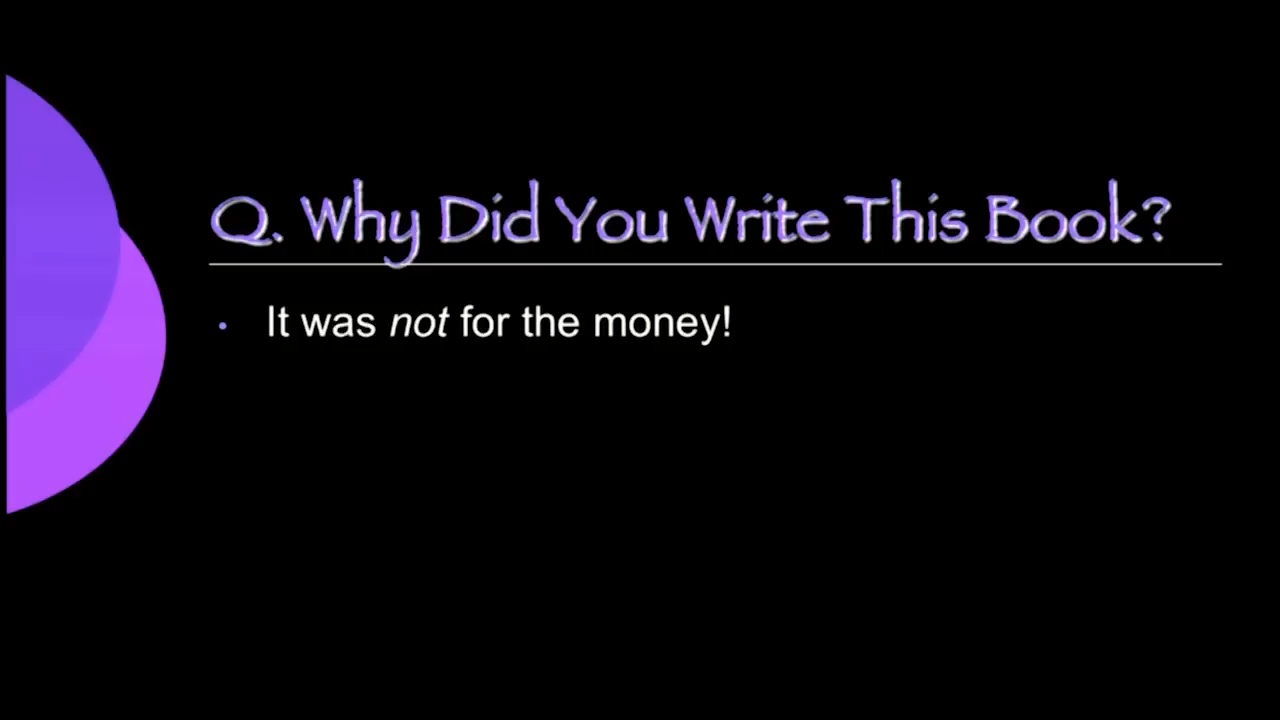 Q. Why Did You Write This Book?
• It was not for the money!